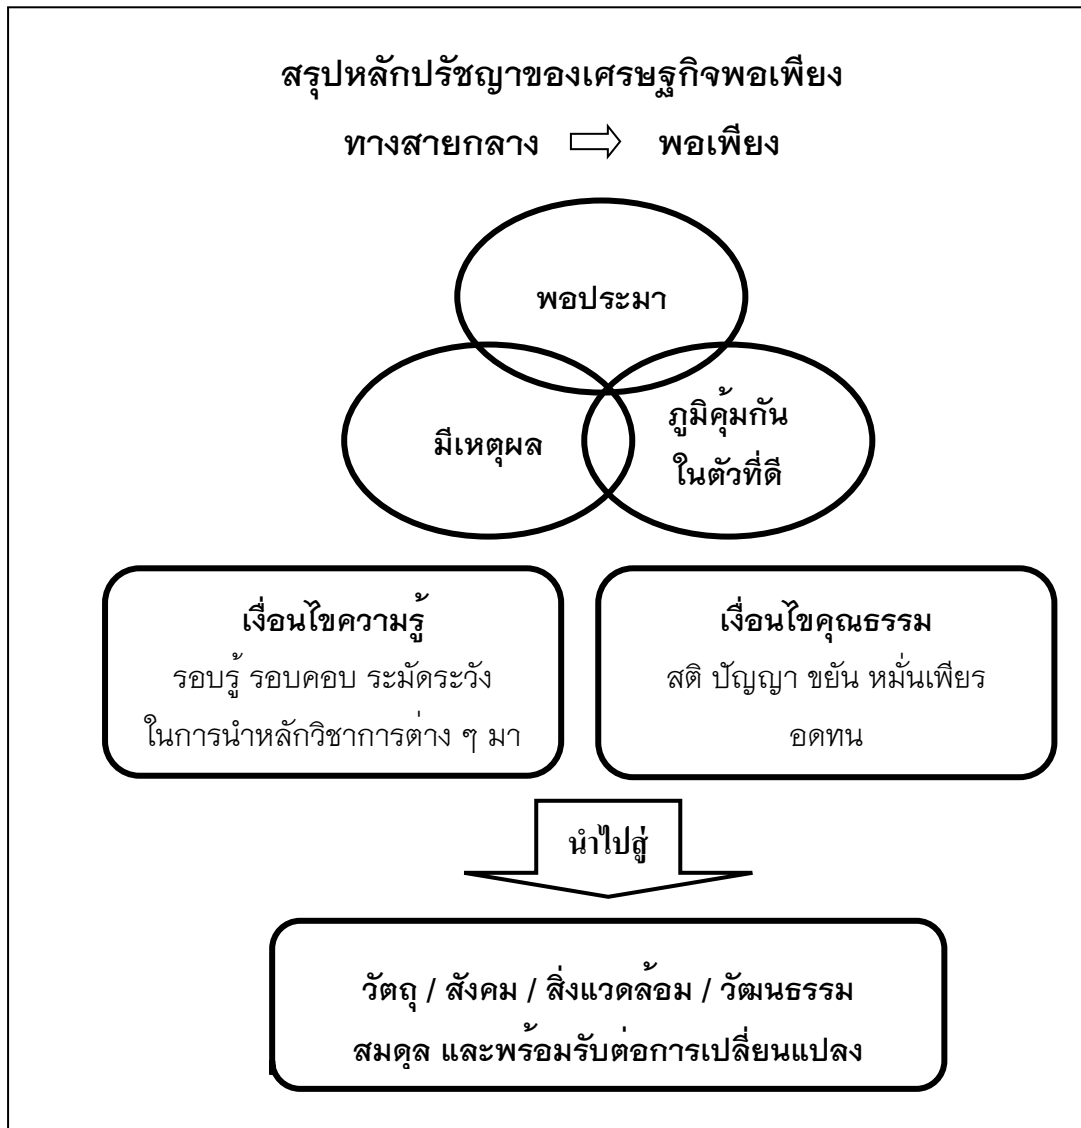 สรุปหลักปรัชญาของเศรษฐกิจพอเพียง
ทางสายกลาง ⇨ พอเพียง
พอประมา
มีเหตุผล
ภูมิคุ้มกัน
ในตัวที่ดี
เงื่อนไขความรู้
รอบรู้ รอบคอบ ระมัดระวัง
ในการนำหลักวิชาการต่าง ๆ มา
เงื่อนไขคุณธรรม
สติ ปัญญา ขยัน หมั่นเพียร
อดทน
นำไปสู่
วัตถุ / สังคม / สิ่งแวดล้อม / วัฒนธรรม
สมดุล และพร้อมรับต่อการเปลี่ยนแปลง